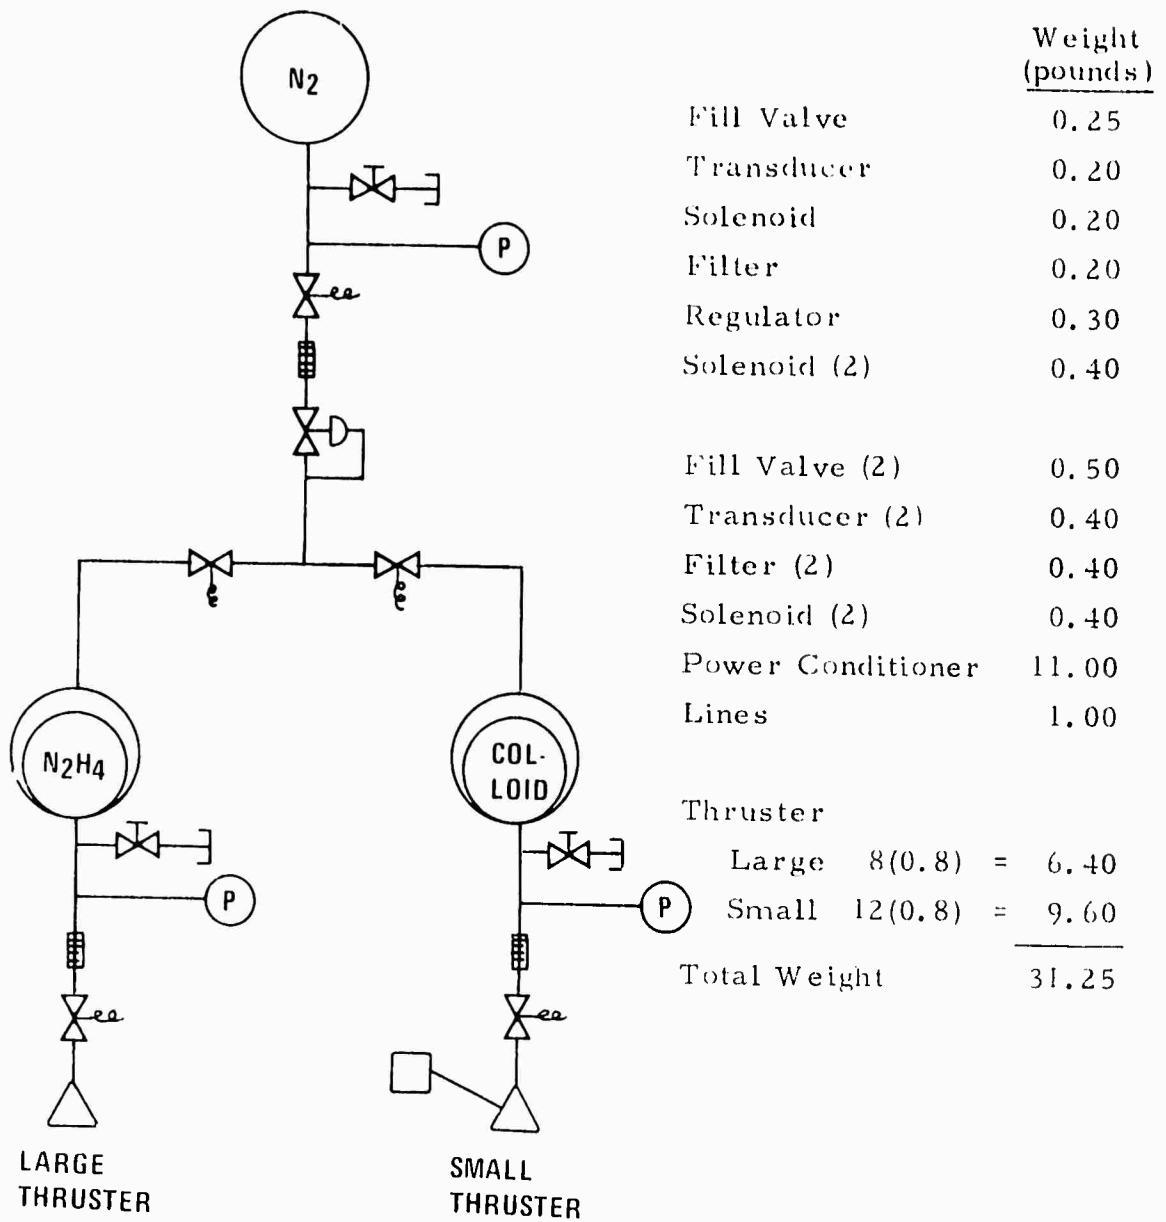 N2
P
N2H4
COL-
LOID
P
P
LARGE
THRUSTER
SMALL
THRUSTER
Weight
(pounds)
Fill Valve 0.25
Transducer 0.20
Solenoid 0.20
Filter 0.20
Regulator 0.30
Solenoid (2) 0.40
Fill Valve (2) 0.50
Transducer (2) 0.40
Filter (2) 0.40
Solenoid (2) 0.40
Power Conditioner 11.00
Lines 1.00
Thruster
Large 8(0.8) = 6.40
Small 12(0.8) = 9.60
Total Weight 31.25